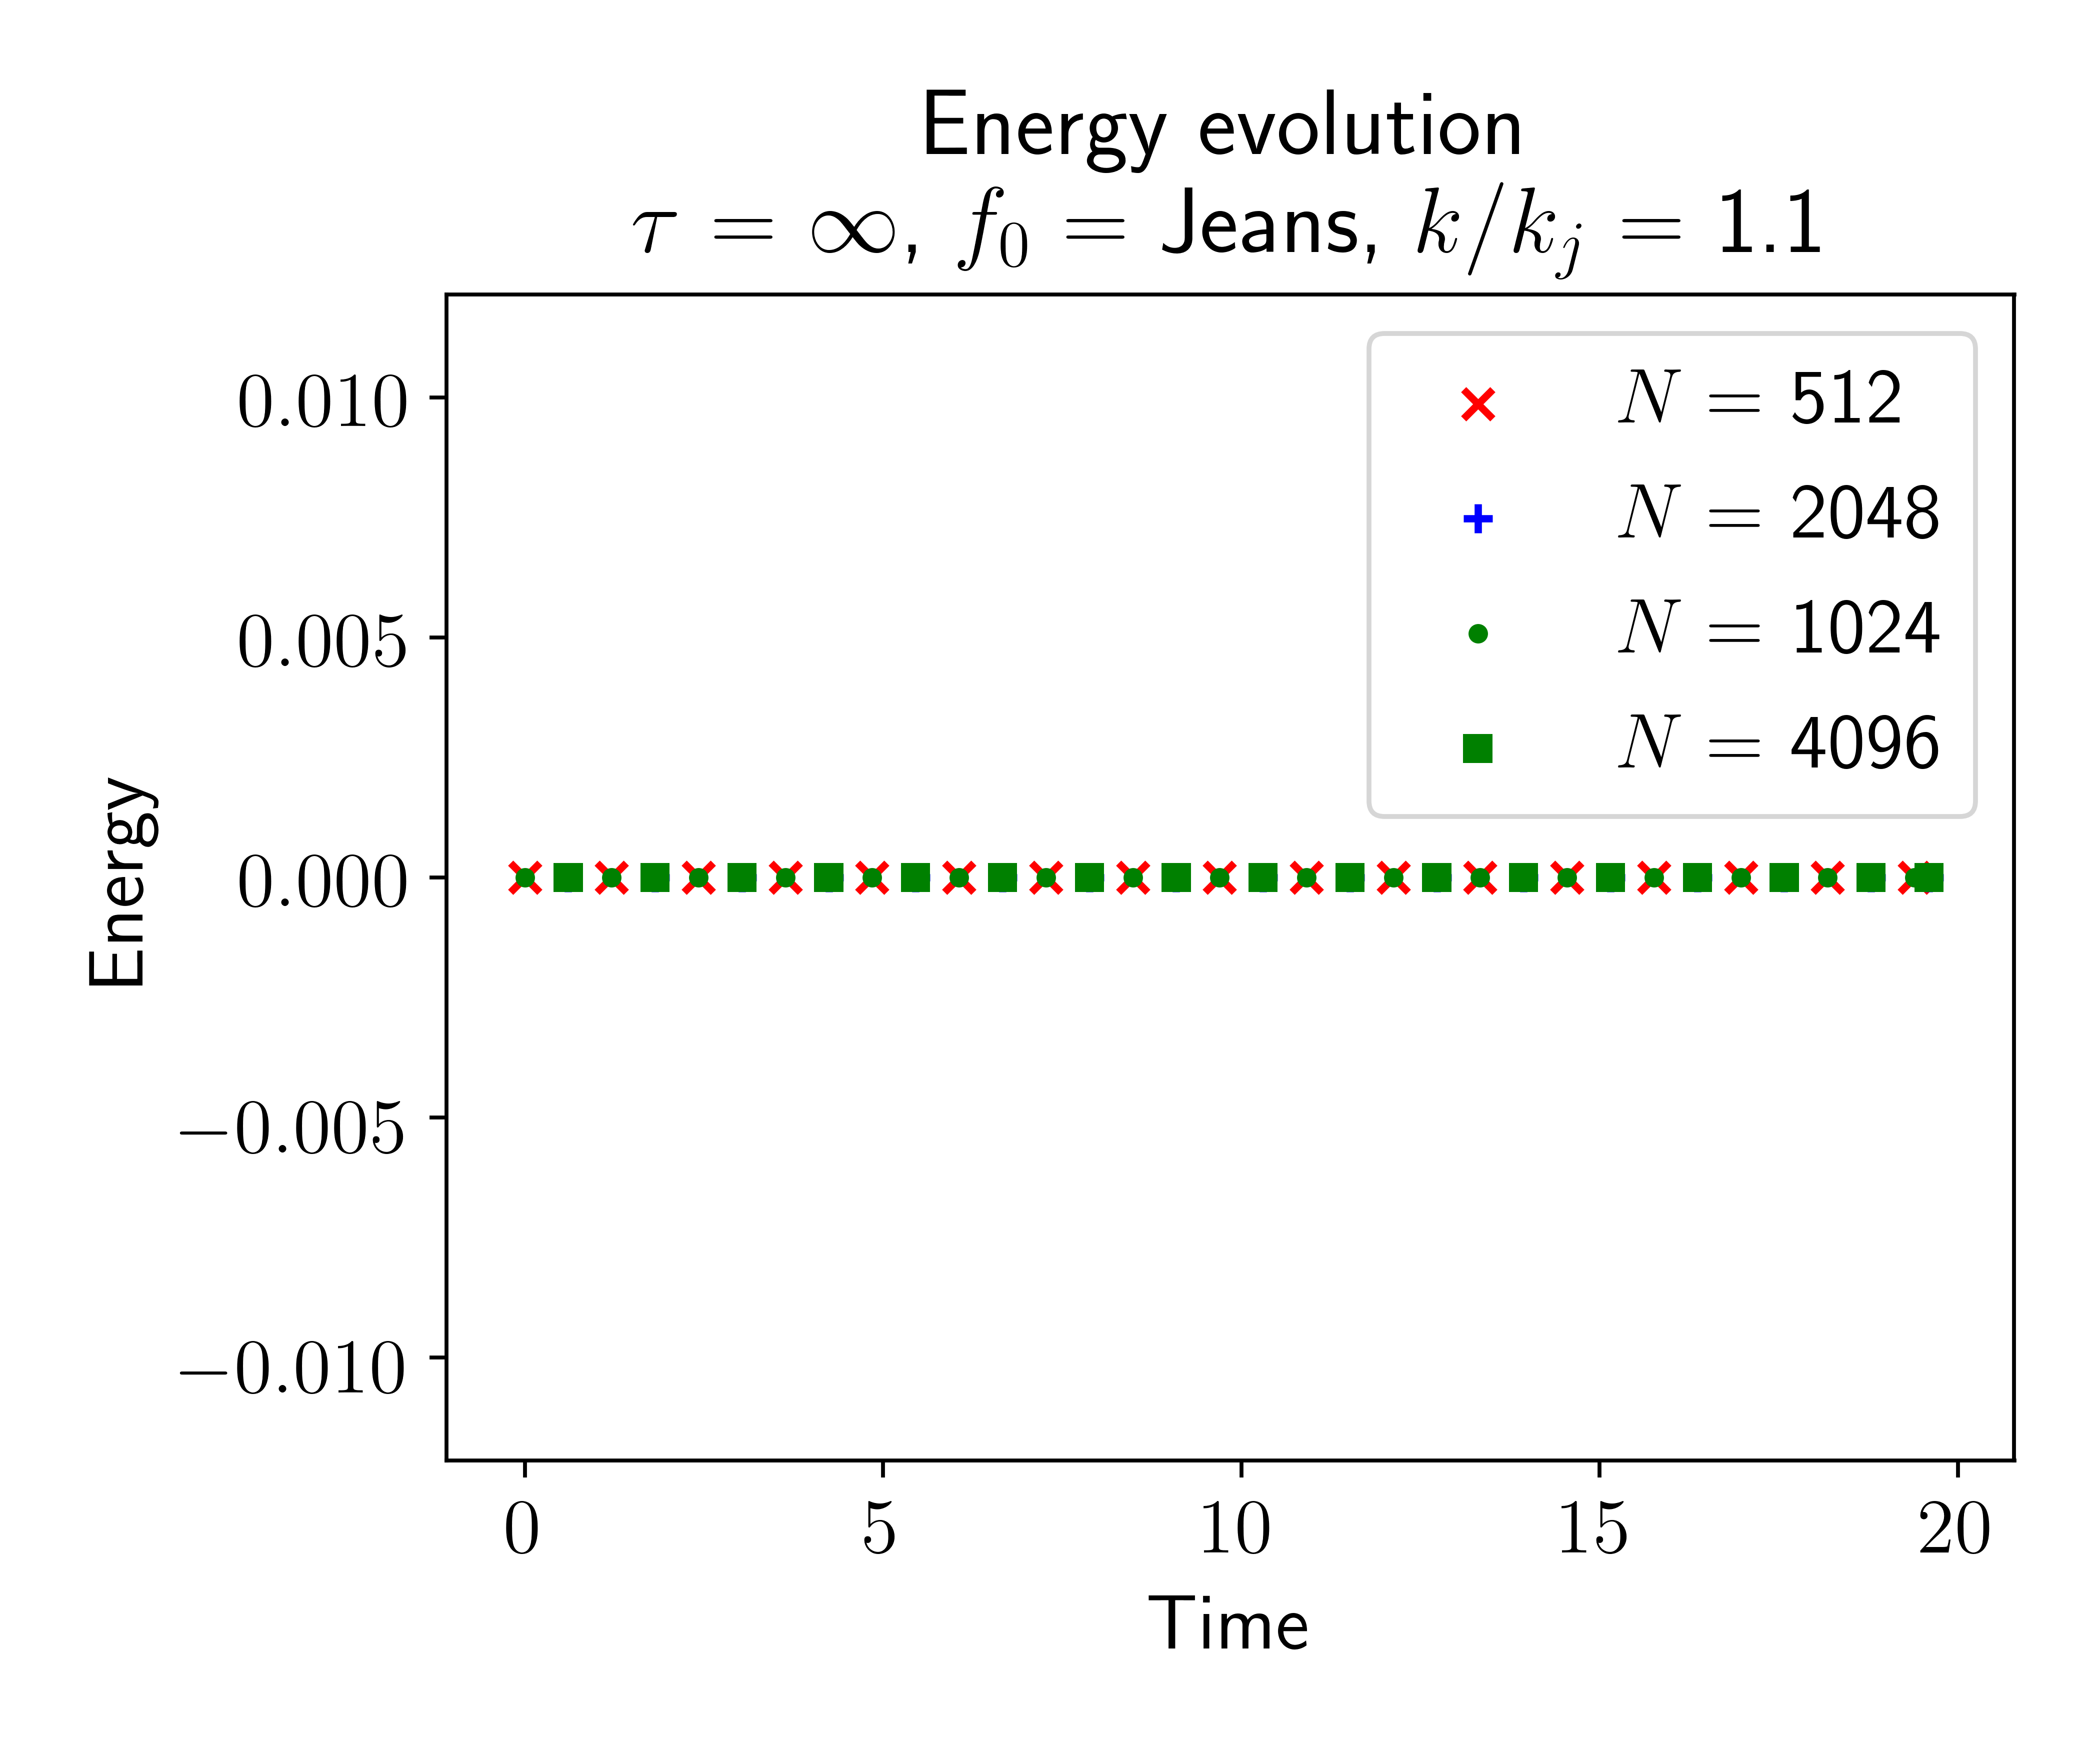 Energy evolution
τ = ∞, f₀ = Jeans, k/kⱼ = 1.1
N = 512
N = 2048
N = 1024
N = 4096
0.010
0.005
0.000
−0.005
−0.010
Energy
0 5 10 15 20
Time